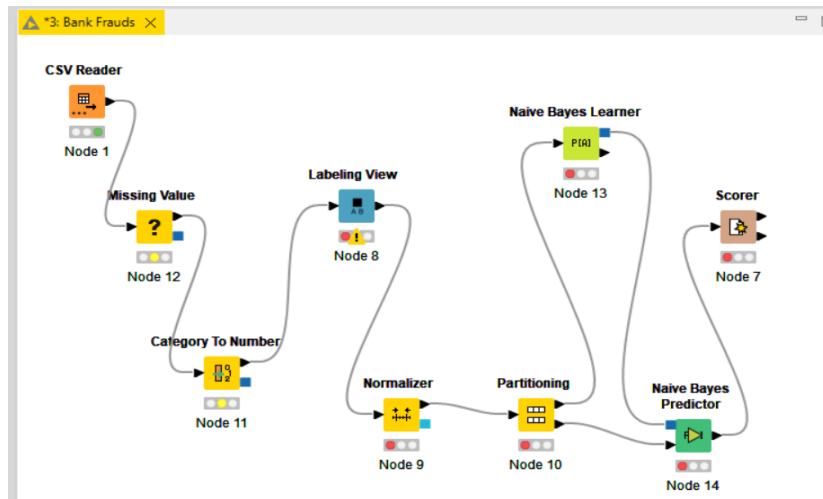 *3: Bank Frauds
CSV Reader
Node 1
Missing Value
?
Node 12
Category To Number
Node 11
Labeling View
A B
!
Node 8
Normalizer
Node 9
Partitioning
Node 10
Naive Bayes Learner
P[A]
Node 13
Naive Bayes
Predictor
Node 14
Scorer
Node 7